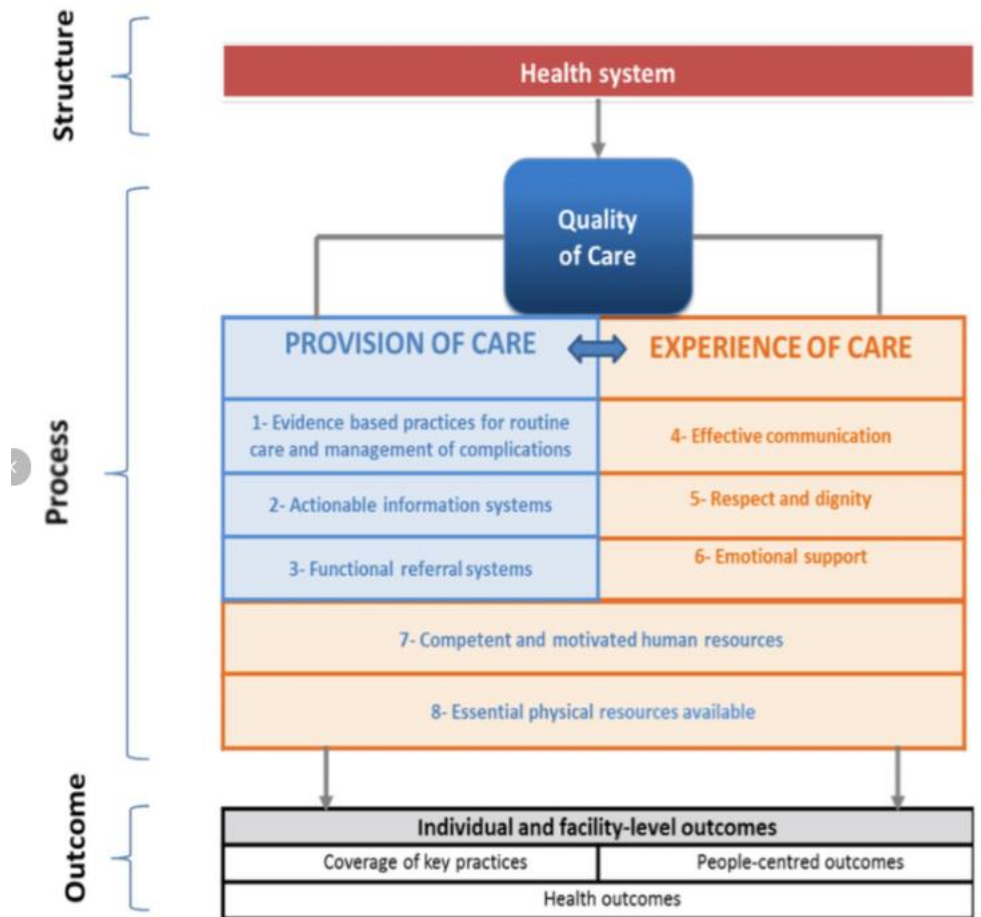 Structure
Health system
Quality
of Care
Process
PROVISION OF CARE
EXPERIENCE OF CARE
1- Evidence based practices for routine
care and management of complications
4- Effective communication
2- Actionable information systems
5- Respect and dignity
3- Functional referral systems
6- Emotional support
7- Competent and motivated human resources
8- Essential physical resources available
Outcome
Individual and facility-level outcomes
Coverage of key practices
People-centred outcomes
Health outcomes